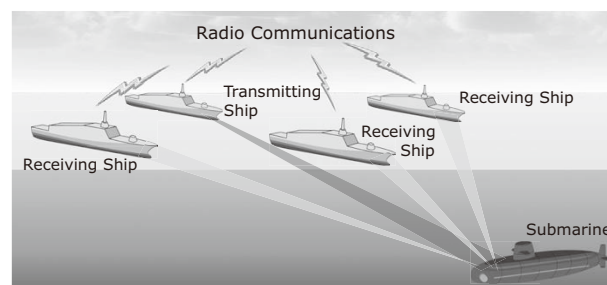 Radio Communications
Transmitting
Ship
Receiving Ship
Receiving
Ship
Receiving Ship
Submarine